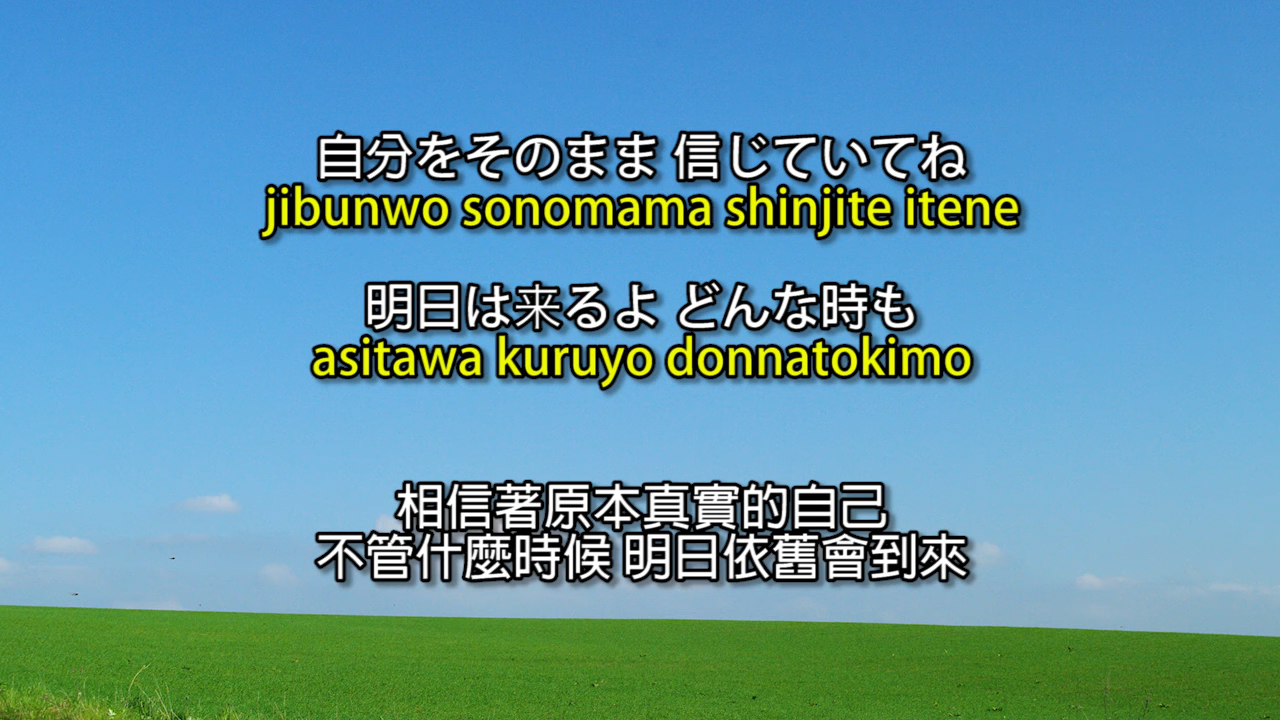 自分をそのまま 信じていてね
jibunwo sonomama shinjite itene
明日は来るよ どんな時も
asitawa kuruyo donnatokimo
相信著原本真實的自己
不管什麼時候 明日依舊會到來